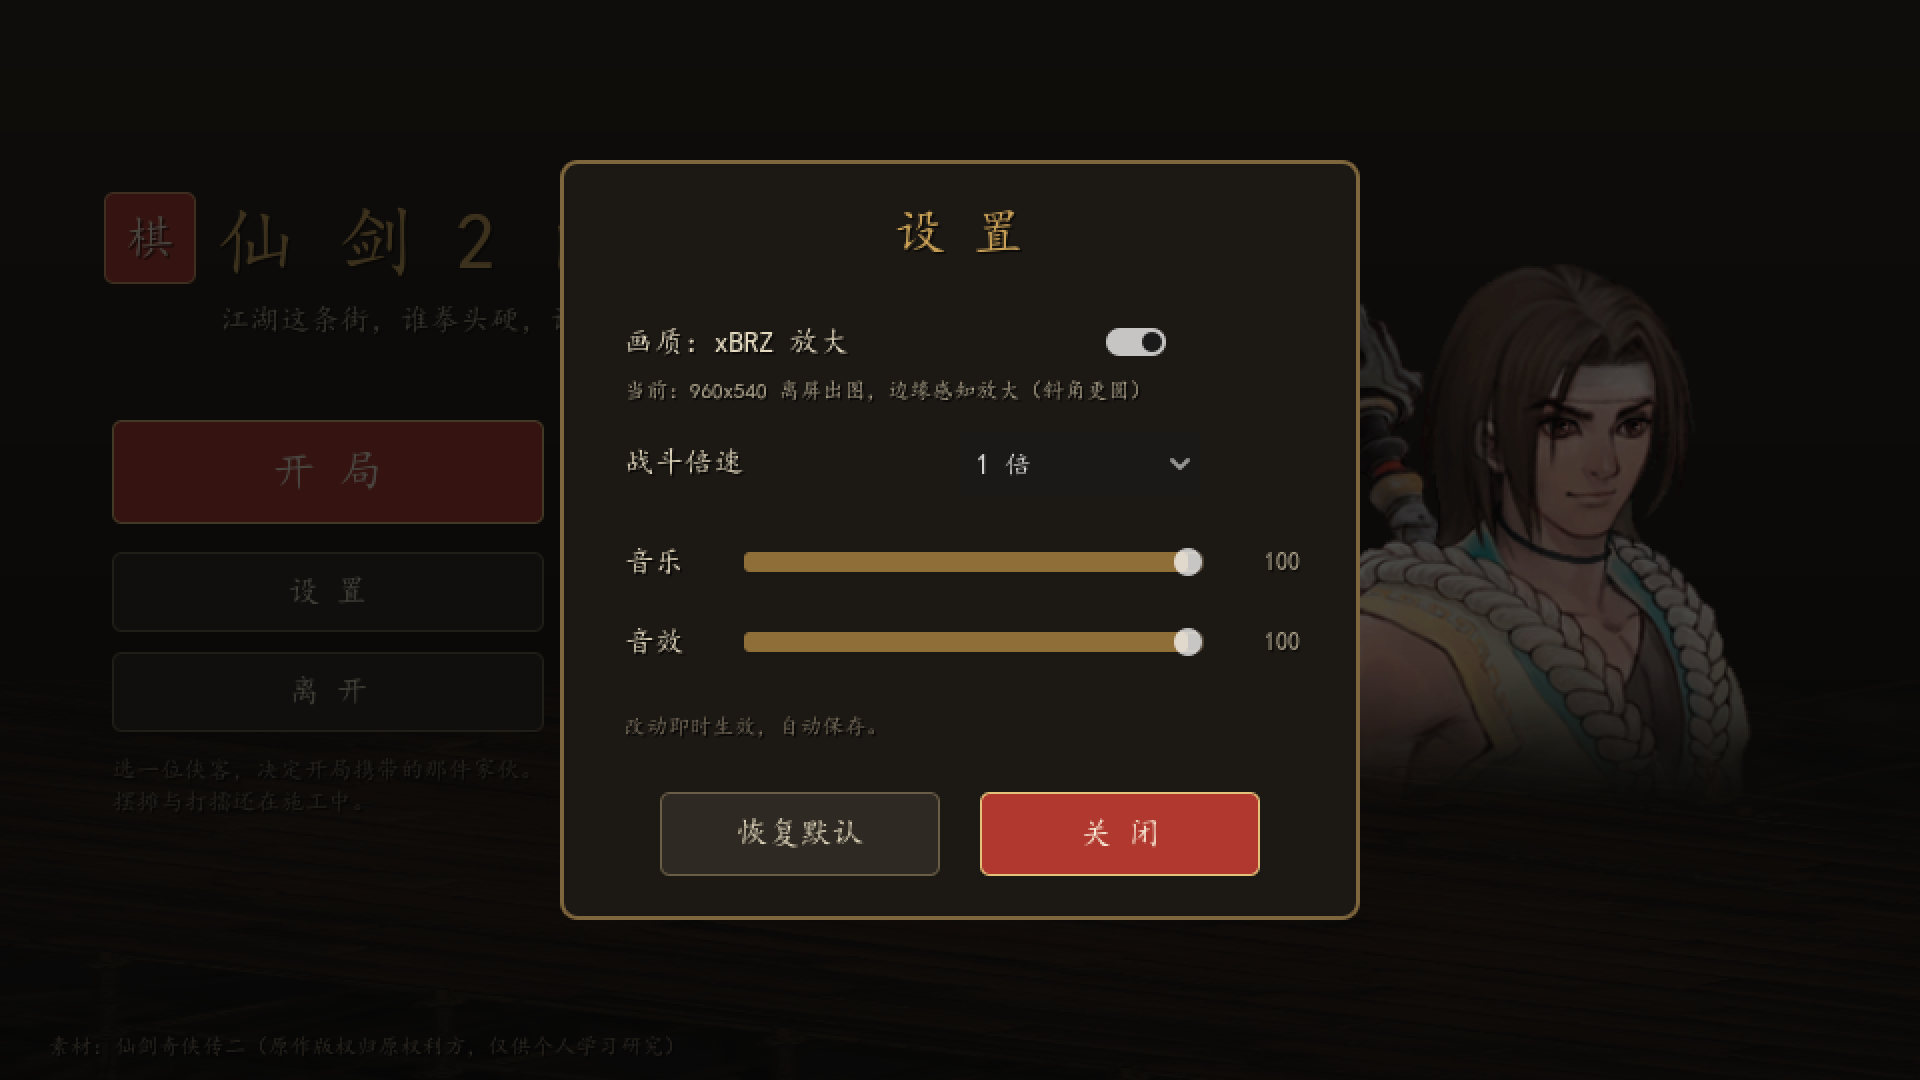 棋
仙 剑 2
江湖这条街，谁拳头硬，
开 局
设 置
离 开
选一位侠客，决定开局携带的那件家伙。
摆摊与打擂还在施工中。
设 置
画质：xBRZ 放大
当前：960x540 离屏出图，边缘感知放大（斜角更圆）
战斗倍速
1 倍
音乐
100
音效
100
改动即时生效，自动保存。
恢复默认
关 闭
素材：仙剑奇侠传二（原作版权归原权利方，仅供个人学习研究）